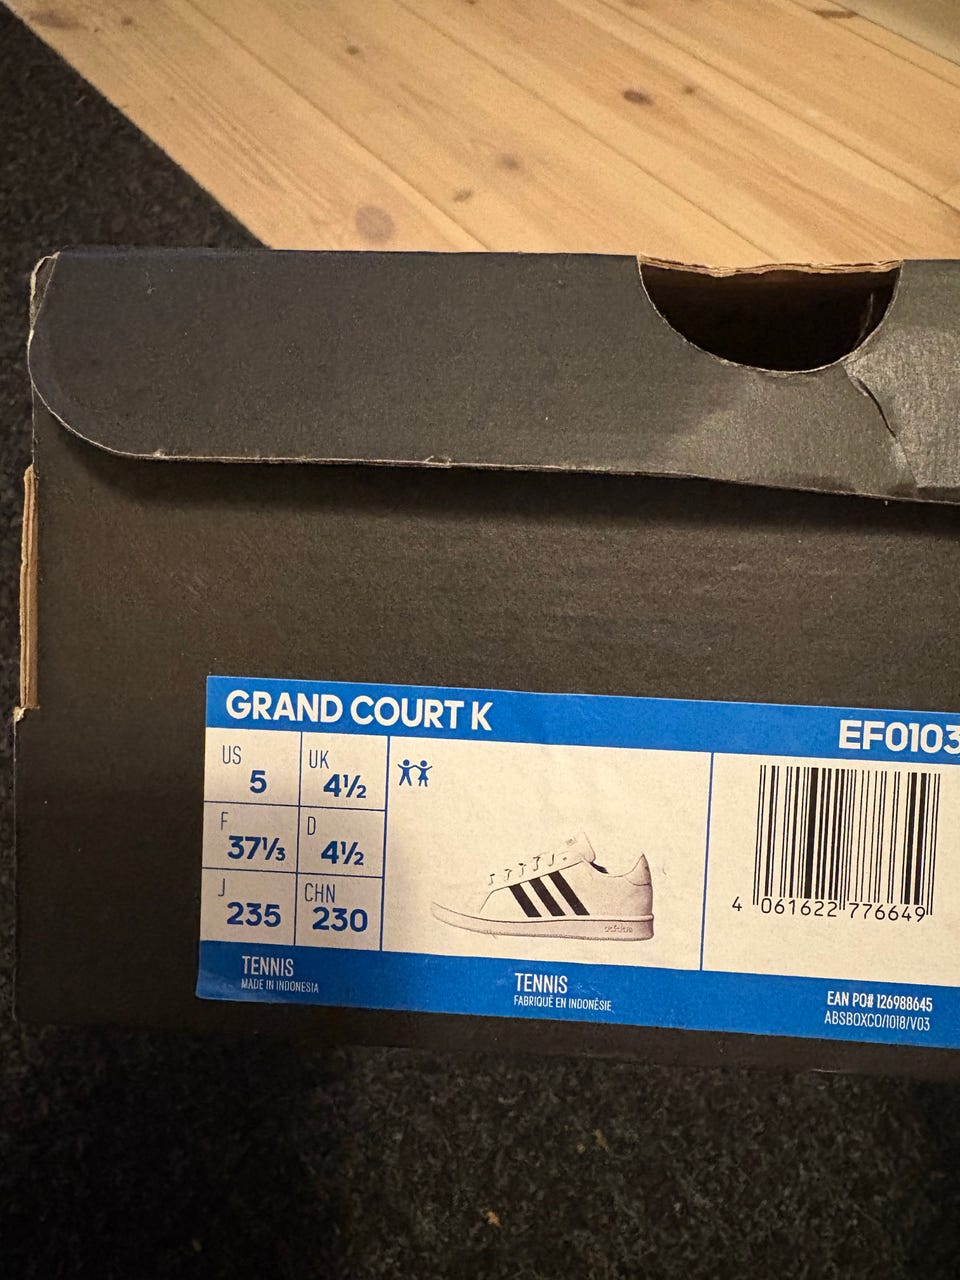 GRAND COURT K
EF0103
US
5
UK
4½
F
37⅓
D
4½
J
235
CHN
230
adidas
4 061622 776649
TENNIS
MADE IN INDONESIA
TENNIS
FABRIQUÉ EN INDONÉSIE
EAN PO# 126988645
ABSBOXCO/1018/V03